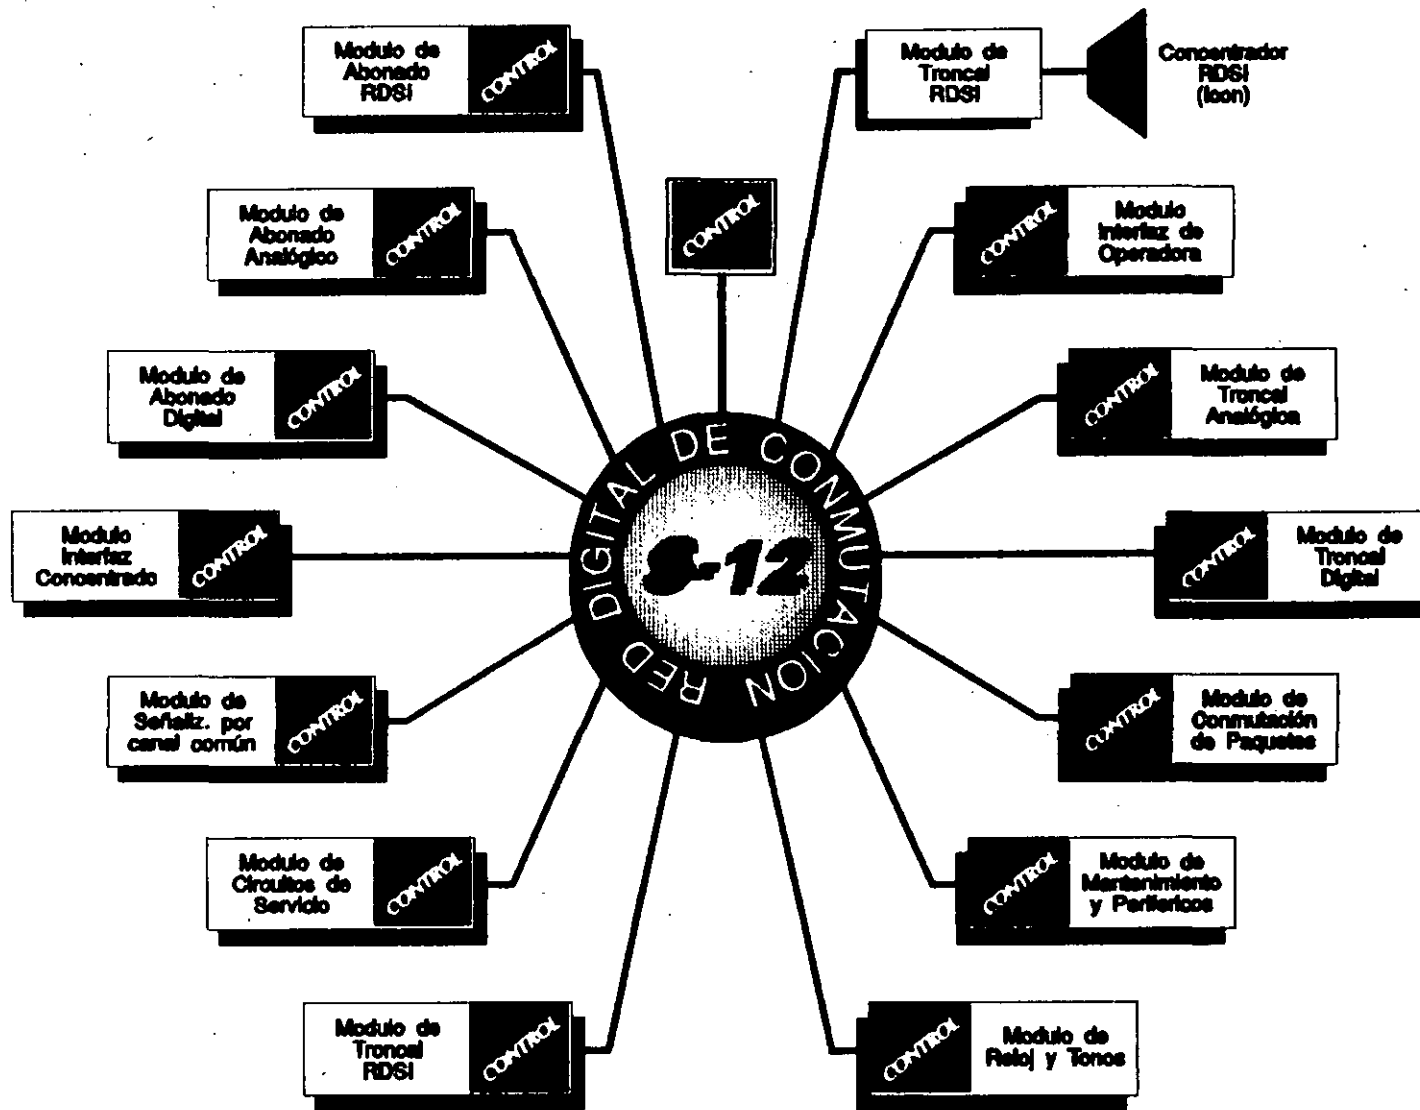 Modulo de
Abonado
RDSI
CONTROL
Modulo de
Troncal
RDSI
Concentrador
RDSI
(Icon)
Modulo de
Abonado
Analógico
CONTROL
CONTROL
CONTROL
Modulo
Interfaz de
Operadora
Modulo de
Abonado
Digital
CONTROL
CONTROL
Modulo de
Troncal
Analógica
RED DIGITAL DE CONMUTACION
S-12
Modulo
Interfaz
Concentrado
CONTROL
CONTROL
Modulo de
Troncal
Digital
Modulo de
Señaliz. por
canal común
CONTROL
CONTROL
Modulo de
Conmutación
de Paquetes
Modulo de
Circuitos de
Servicio
CONTROL
CONTROL
Modulo de
Mantenimiento
y Perifericos
Modulo de
Troncal
RDSI
CONTROL
CONTROL
Modulo de
Reloj y Tonos